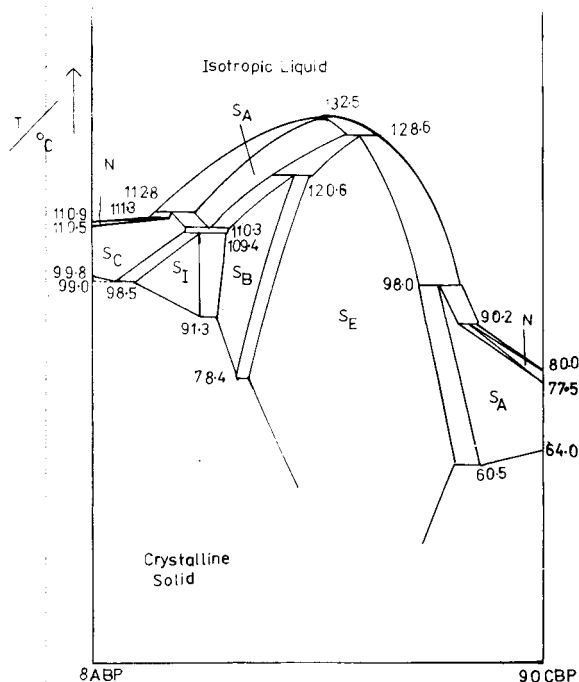 Isotropic Liquid
T / °C
132.5
S_A
128.6
N
112.8
120.6
111.3
110.9
110.5
110.3
109.4
S_C
S_I
S_B
99.8
99.0
98.5
98.0
S_E
91.3
90.2
N
80.0
78.4
77.5
S_A
64.0
60.5
Crystalline
Solid
8ABP
90CBP